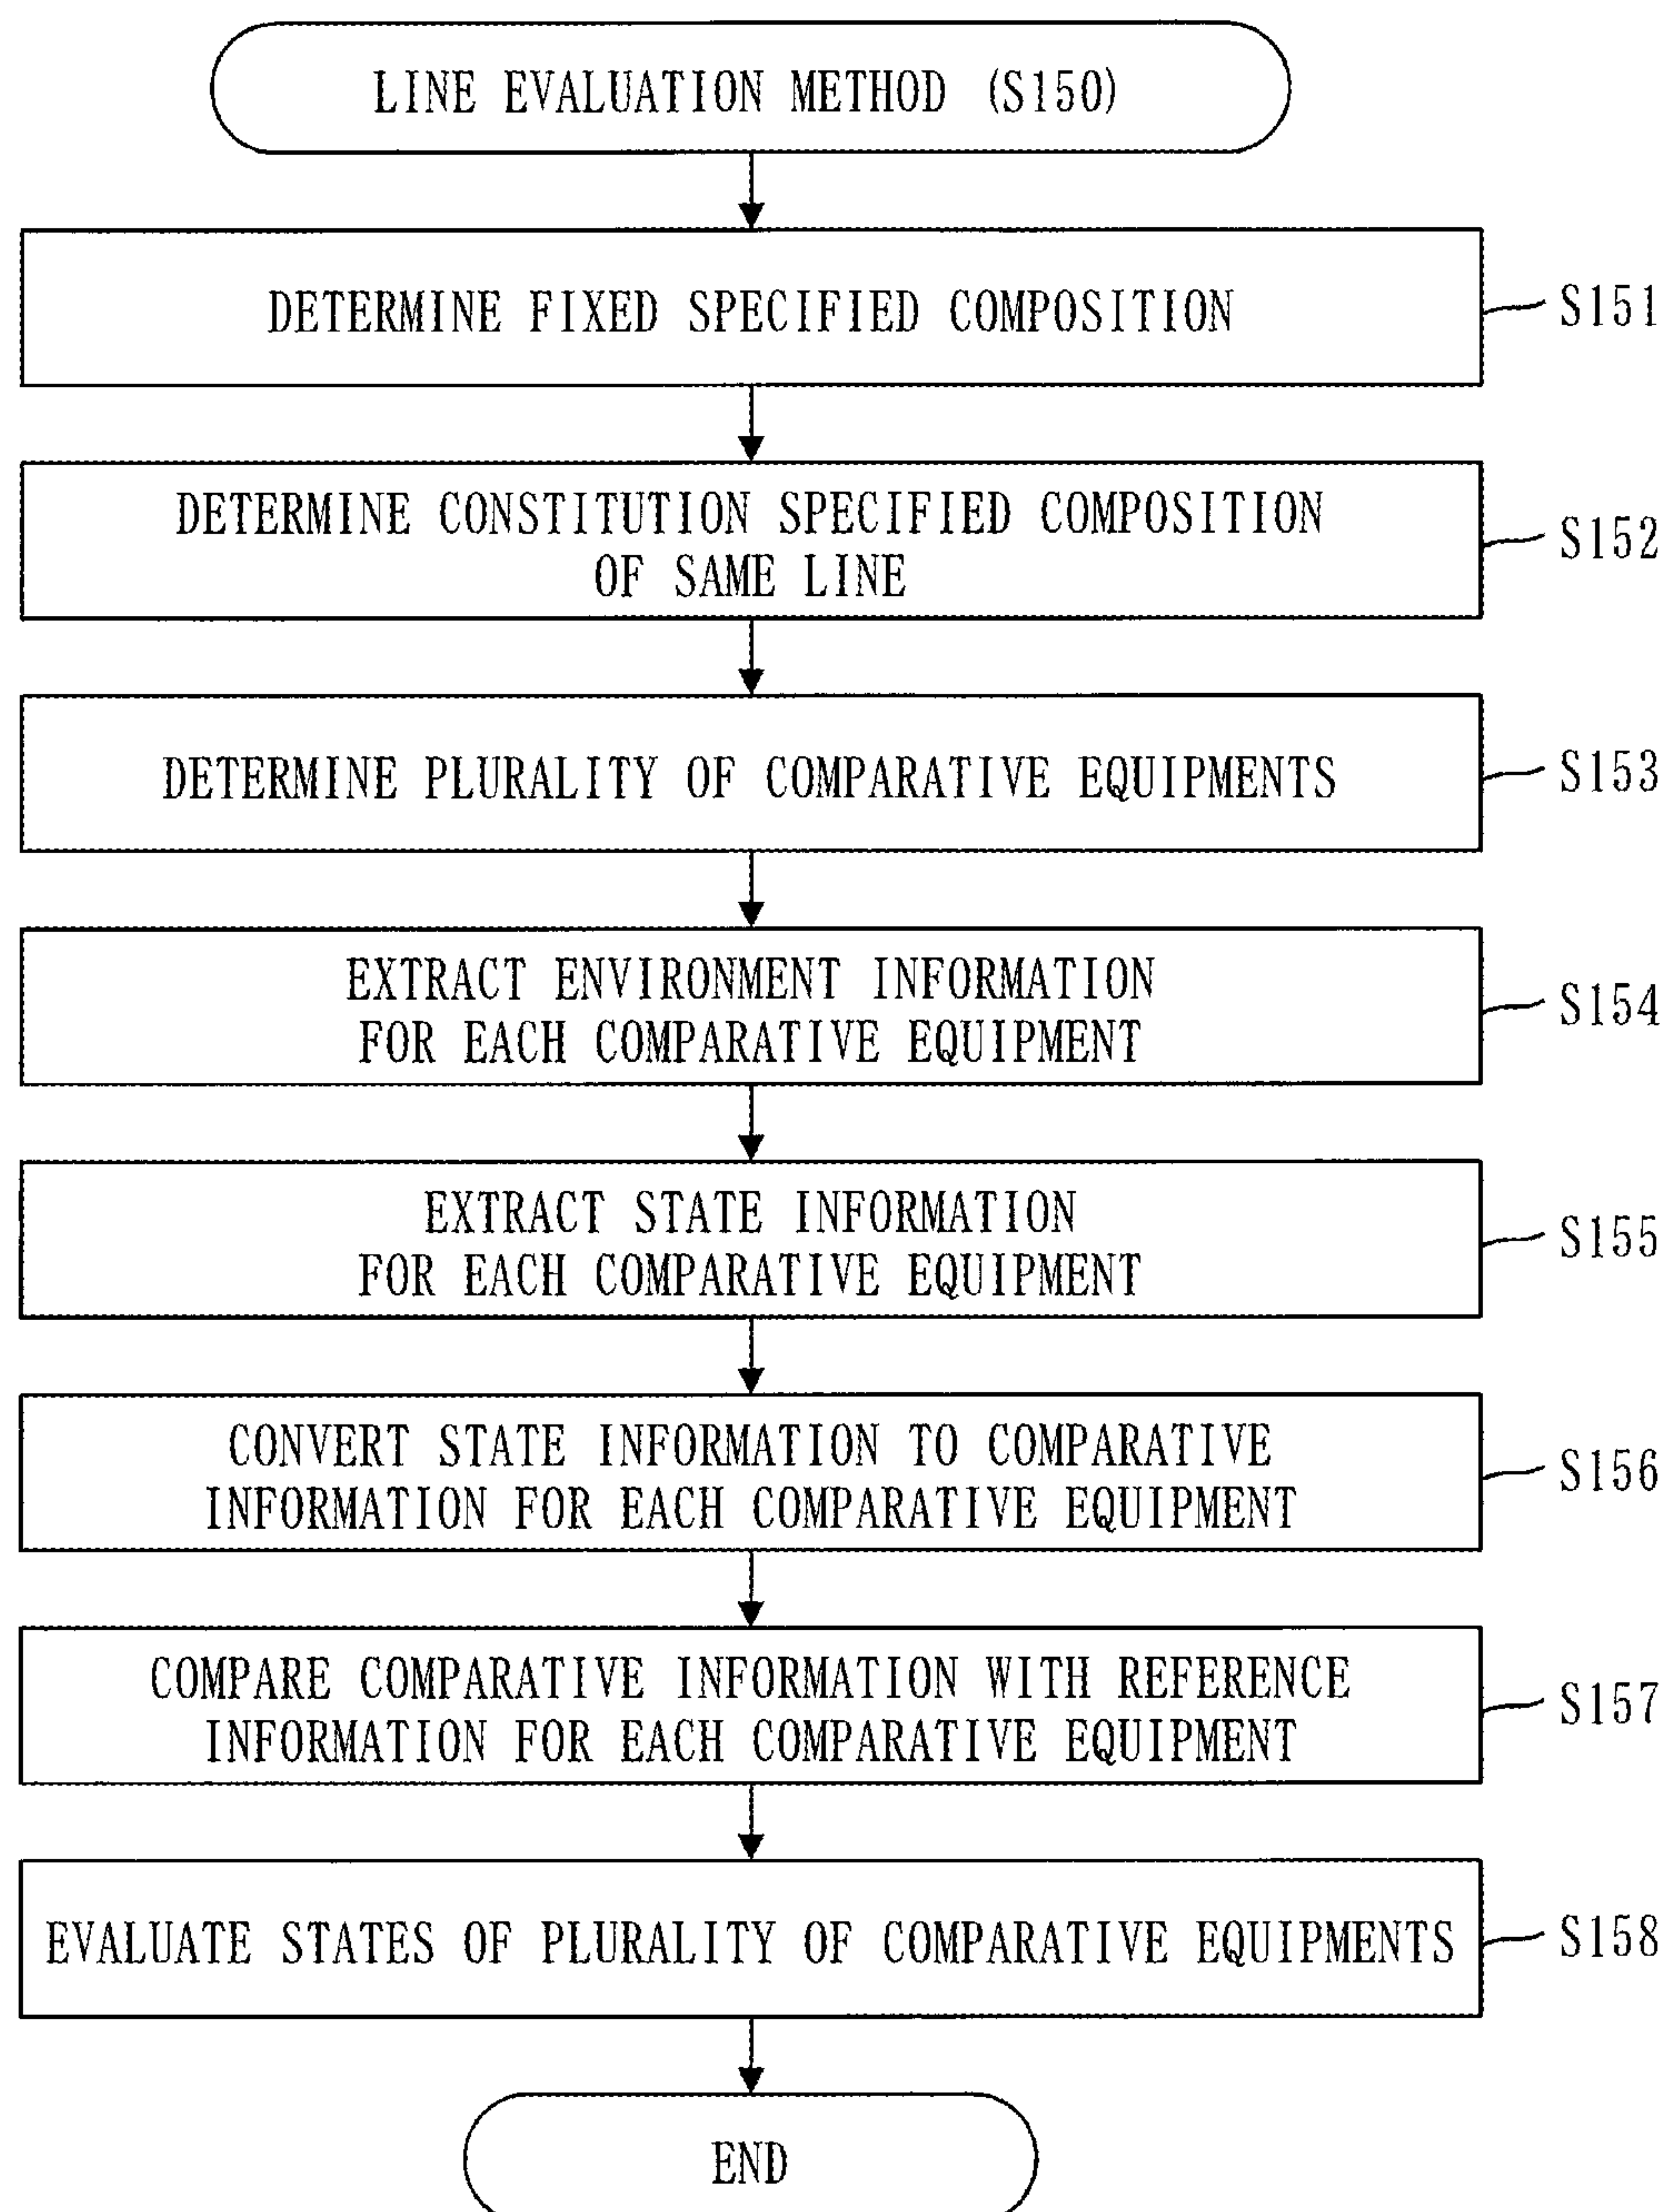 LINE EVALUATION METHOD (S150)
DETERMINE FIXED SPECIFIED COMPOSITION
S151
DETERMINE CONSTITUTION SPECIFIED COMPOSITION
OF SAME LINE
S152
DETERMINE PLURALITY OF COMPARATIVE EQUIPMENTS
S153
EXTRACT ENVIRONMENT INFORMATION
FOR EACH COMPARATIVE EQUIPMENT
S154
EXTRACT STATE INFORMATION
FOR EACH COMPARATIVE EQUIPMENT
S155
CONVERT STATE INFORMATION TO COMPARATIVE
INFORMATION FOR EACH COMPARATIVE EQUIPMENT
S156
COMPARE COMPARATIVE INFORMATION WITH REFERENCE
INFORMATION FOR EACH COMPARATIVE EQUIPMENT
S157
EVALUATE STATES OF PLURALITY OF COMPARATIVE EQUIPMENTS
S158
END